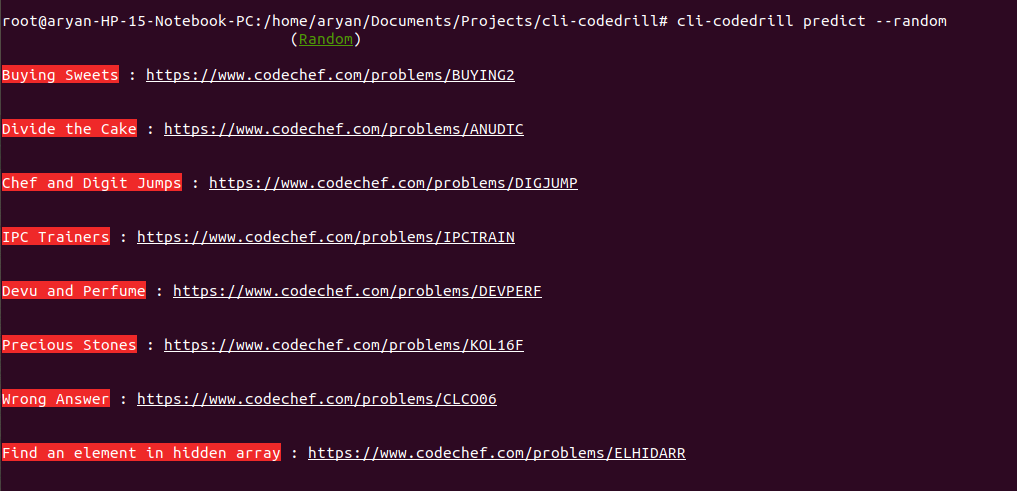 root@aryan-HP-15-Notebook-PC:/home/aryan/Documents/Projects/cli-codedrill# cli-codedrill predict --random
(Random)
Buying Sweets : https://www.codechef.com/problems/BUYING2
Divide the Cake : https://www.codechef.com/problems/ANUDTC
Chef and Digit Jumps : https://www.codechef.com/problems/DIGJUMP
IPC Trainers : https://www.codechef.com/problems/IPCTRAIN
Devu and Perfume : https://www.codechef.com/problems/DEVPERF
Precious Stones : https://www.codechef.com/problems/KOL16F
Wrong Answer : https://www.codechef.com/problems/CLCO06
Find an element in hidden array : https://www.codechef.com/problems/ELHIDARR